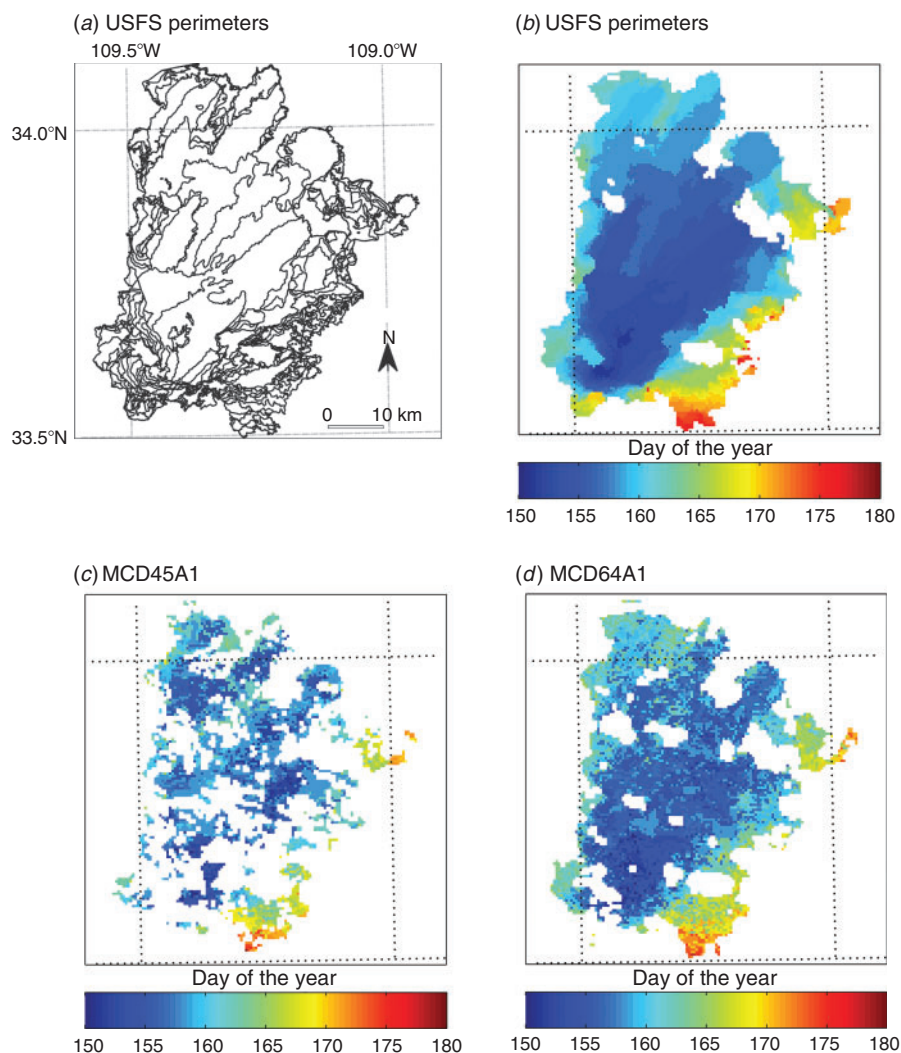 (a) USFS perimeters
109.5°W 109.0°W
34.0°N
33.5°N
N
0 10 km
(b) USFS perimeters
Day of the year
150 155 160 165 170 175 180
(c) MCD45A1
Day of the year
150 155 160 165 170 175 180
(d) MCD64A1
Day of the year
150 155 160 165 170 175 180